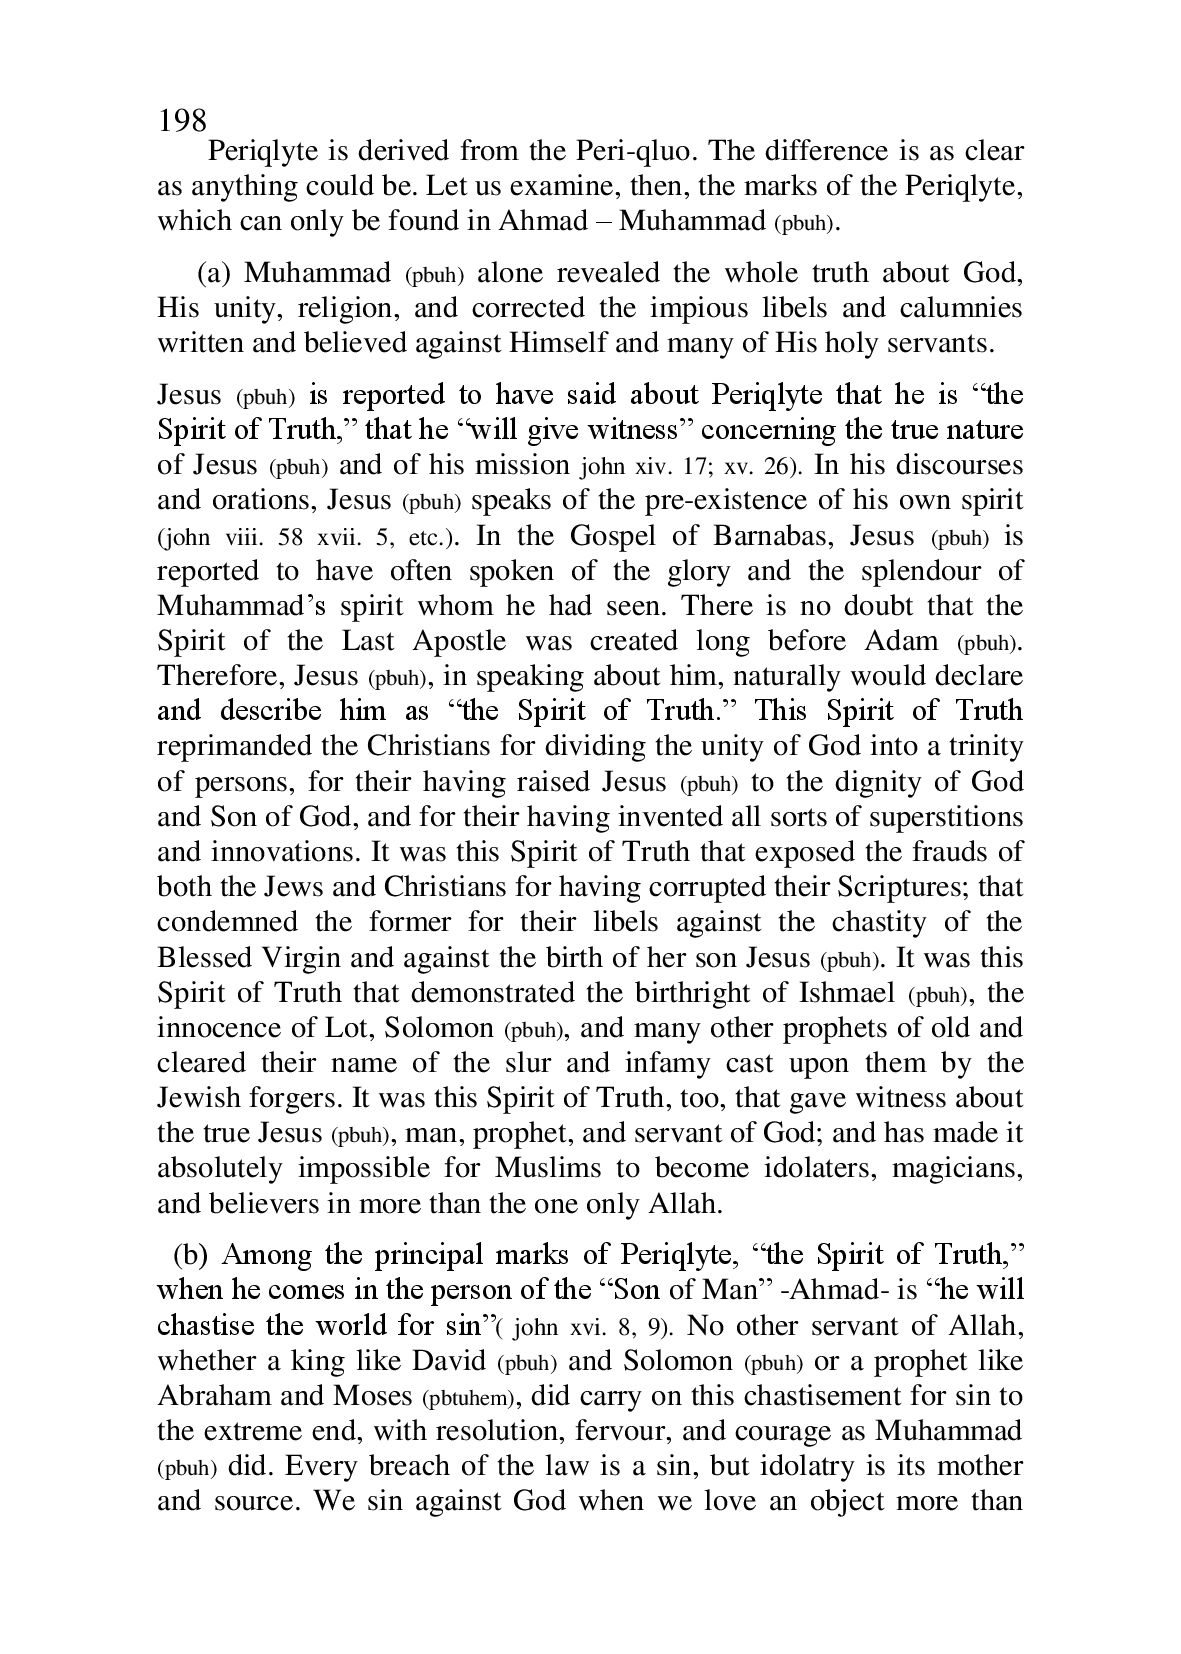 198
Periqlyte is derived from the Peri-qluo. The difference is as clear
as anything could be. Let us examine, then, the marks of the Periqlyte,
which can only be found in Ahmad – Muhammad (pbuh).
(a) Muhammad (pbuh) alone revealed the whole truth about God,
His unity, religion, and corrected the impious libels and calumnies
written and believed against Himself and many of His holy servants.
Jesus (pbuh) is reported to have said about Periqlyte that he is “the
Spirit of Truth,” that he “will give witness” concerning the true nature
of Jesus (pbuh) and of his mission john xiv. 17; xv. 26). In his discourses
and orations, Jesus (pbuh) speaks of the pre-existence of his own spirit
(john viii. 58 xvii. 5, etc.). In the Gospel of Barnabas, Jesus (pbuh) is
reported to have often spoken of the glory and the splendour of
Muhammad’s spirit whom he had seen. There is no doubt that the
Spirit of the Last Apostle was created long before Adam (pbuh).
Therefore, Jesus (pbuh), in speaking about him, naturally would declare
and describe him as “the Spirit of Truth.” This Spirit of Truth
reprimanded the Christians for dividing the unity of God into a trinity
of persons, for their having raised Jesus (pbuh) to the dignity of God
and Son of God, and for their having invented all sorts of superstitions
and innovations. It was this Spirit of Truth that exposed the frauds of
both the Jews and Christians for having corrupted their Scriptures; that
condemned the former for their libels against the chastity of the
Blessed Virgin and against the birth of her son Jesus (pbuh). It was this
Spirit of Truth that demonstrated the birthright of Ishmael (pbuh), the
innocence of Lot, Solomon (pbuh), and many other prophets of old and
cleared their name of the slur and infamy cast upon them by the
Jewish forgers. It was this Spirit of Truth, too, that gave witness about
the true Jesus (pbuh), man, prophet, and servant of God; and has made it
absolutely impossible for Muslims to become idolaters, magicians,
and believers in more than the one only Allah.
(b) Among the principal marks of Periqlyte, “the Spirit of Truth,”
when he comes in the person of the “Son of Man” -Ahmad- is “he will
chastise the world for sin”( john xvi. 8, 9). No other servant of Allah,
whether a king like David (pbuh) and Solomon (pbuh) or a prophet like
Abraham and Moses (pbtuhem), did carry on this chastisement for sin to
the extreme end, with resolution, fervour, and courage as Muhammad
(pbuh) did. Every breach of the law is a sin, but idolatry is its mother
and source. We sin against God when we love an object more than